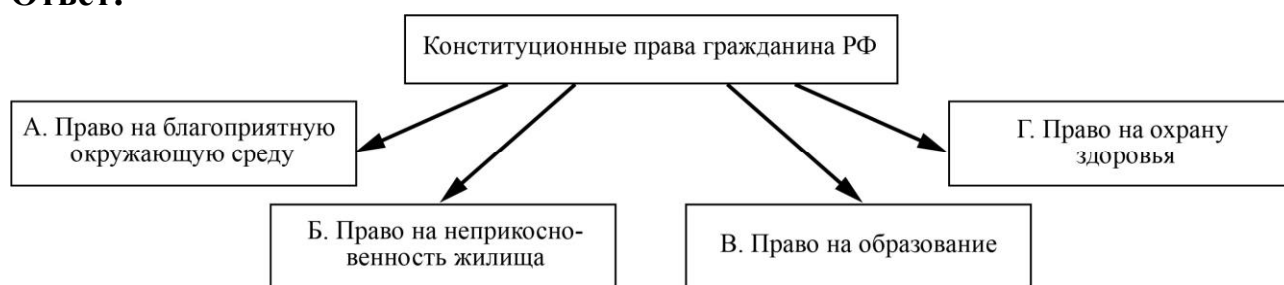 Ответ:
Конституционные права гражданина РФ
А. Право на благоприятную
окружающую среду
Г. Право на охрану
здоровья
Б. Право на неприкосно-
венность жилища
В. Право на образование